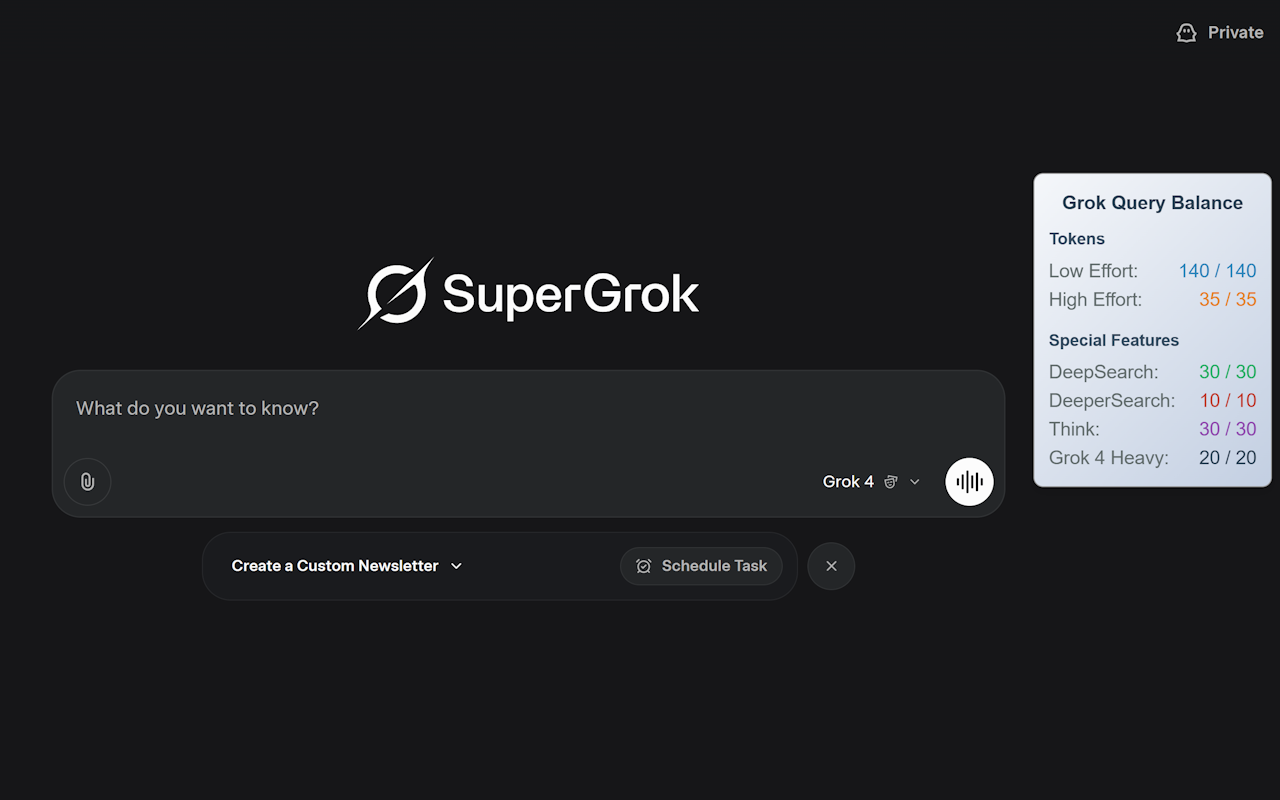 Private
SuperGrok
What do you want to know?
Grok 4
Create a Custom Newsletter
Schedule Task
Grok Query Balance
Tokens
Low Effort: 140 / 140
High Effort: 35 / 35
Special Features
DeepSearch: 30 / 30
DeeperSearch: 10 / 10
Think: 30 / 30
Grok 4 Heavy: 20 / 20